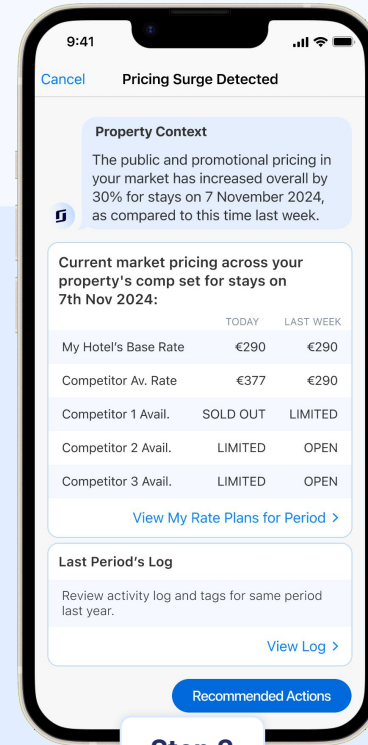 9:41
Cancel Pricing Surge Detected
Property Context
The public and promotional pricing in
your market has increased overall by
30% for stays on 7 November 2024,
as compared to this time last week.
Current market pricing across your
property's comp set for stays on
7th Nov 2024:
TODAY LAST WEEK
My Hotel's Base Rate €290 €290
Competitor Av. Rate €377 €290
Competitor 1 Avail. SOLD OUT LIMITED
Competitor 2 Avail. LIMITED OPEN
Competitor 3 Avail. LIMITED OPEN
View My Rate Plans for Period >
Last Period's Log
Review activity log and tags for same period
last year.
View Log >
Recommended Actions